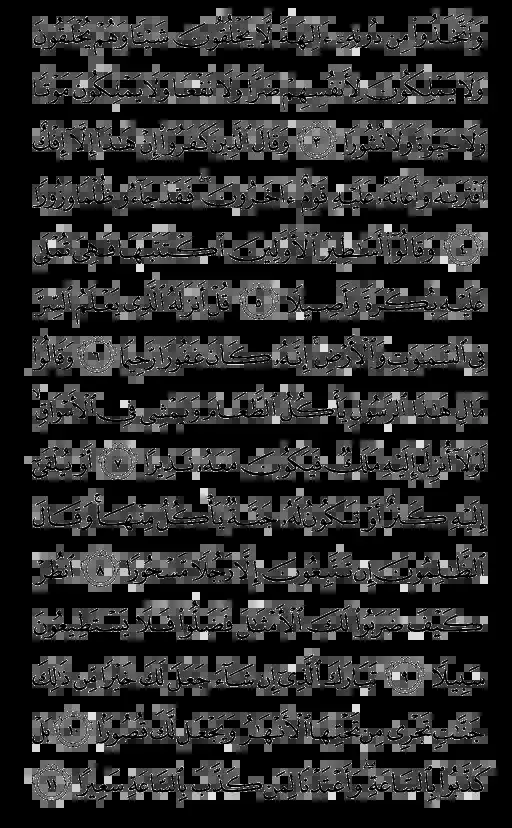 وَٱتَّخَذُوا۟ مِن دُونِهِۦٓ ءَالِهَةً لَّا يَخْلُقُونَ شَيْـًٔا وَهُمْ يُخْلَقُونَ
وَلَا يَمْلِكُونَ لِأَنفُسِهِمْ ضَرًّا وَلَا نَفْعًا وَلَا يَمْلِكُونَ مَوْتًا
وَلَا حَيَوٰةً وَلَا نُشُورًا ٣ وَقَالَ ٱلَّذِينَ كَفَرُوٓا۟ إِنْ هَـٰذَآ إِلَّآ إِفْكٌ
ٱفْتَرَىٰهُ وَأَعَانَهُۥ عَلَيْهِ قَوْمٌ ءَاخَرُونَ فَقَدْ جَآءُو ظُلْمًا وَزُورًا
٤ وَقَالُوٓا۟ أَسَـٰطِيرُ ٱلْأَوَّلِينَ ٱكْتَتَبَهَا فَهِىَ تُمْلَىٰ
عَلَيْهِ بُكْرَةً وَأَصِيلًا ٥ قُلْ أَنزَلَهُ ٱلَّذِى يَعْلَمُ ٱلسِّرَّ
فِى ٱلسَّمَـٰوَٰتِ وَٱلْأَرْضِ إِنَّهُۥ كَانَ غَفُورًا رَّحِيمًا ٦ وَقَالُوا۟
مَالِ هَـٰذَا ٱلرَّسُولِ يَأْكُلُ ٱلطَّعَامَ وَيَمْشِى فِى ٱلْأَسْوَاقِ
لَوْلَآ أُنزِلَ إِلَيْهِ مَلَكٌ فَيَكُونَ مَعَهُۥ نَذِيرًا ٧ أَوْ يُلْقَىٰٓ
إِلَيْهِ كَنزٌ أَوْ تَكُونُ لَهُۥ جَنَّةٌ يَأْكُلُ مِنْهَا وَقَالَ
ٱلظَّـٰلِمُونَ إِن تَتَّبِعُونَ إِلَّا رَجُلًا مَّسْحُورًا ٨ ٱنظُرْ
كَيْفَ ضَرَبُوا۟ لَكَ ٱلْأَمْثَـٰلَ فَضَلُّوا۟ فَلَا يَسْتَطِيعُونَ
سَبِيلًا ٩ تَبَارَكَ ٱلَّذِىٓ إِن شَآءَ جَعَلَ لَكَ خَيْرًا مِّن ذَٰلِكَ
جَنَّـٰتٍ تَجْرِى مِن تَحْتِهَا ٱلْأَنْهَـٰرُ وَيَجْعَل لَّكَ قُصُورًۢا ١٠ بَلْ
كَذَّبُوا۟ بِٱلسَّاعَةِ وَأَعْتَدْنَا لِمَن كَذَّبَ بِٱلسَّاعَةِ سَعِيرًا ١١